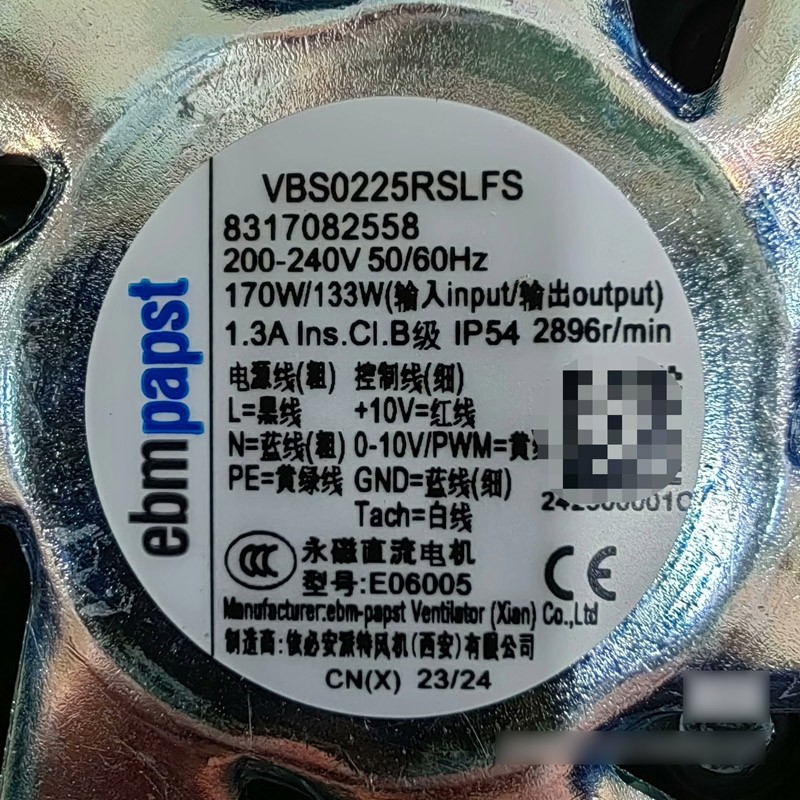 ebmpapst
VBS0225RSLFS
8317082558
200-240V 50/60Hz
170W/133W(输入input/输出output)
1.3A Ins.Cl.B级 IP54 2896r/min
电源线(粗) 控制线(细)
L=黑线 +10V=红线
N=蓝线(粗) 0-10V/PWM=黄
PE=黄绿线 GND=蓝线(细)
Tach=白线
CCC 永磁直流电机
型号:E06005
CE
Manufacturer:ebm-papst Ventilator (Xian) Co.,Ltd
制造商:依必安派特风机(西安)有限公司
CN(X) 23/24